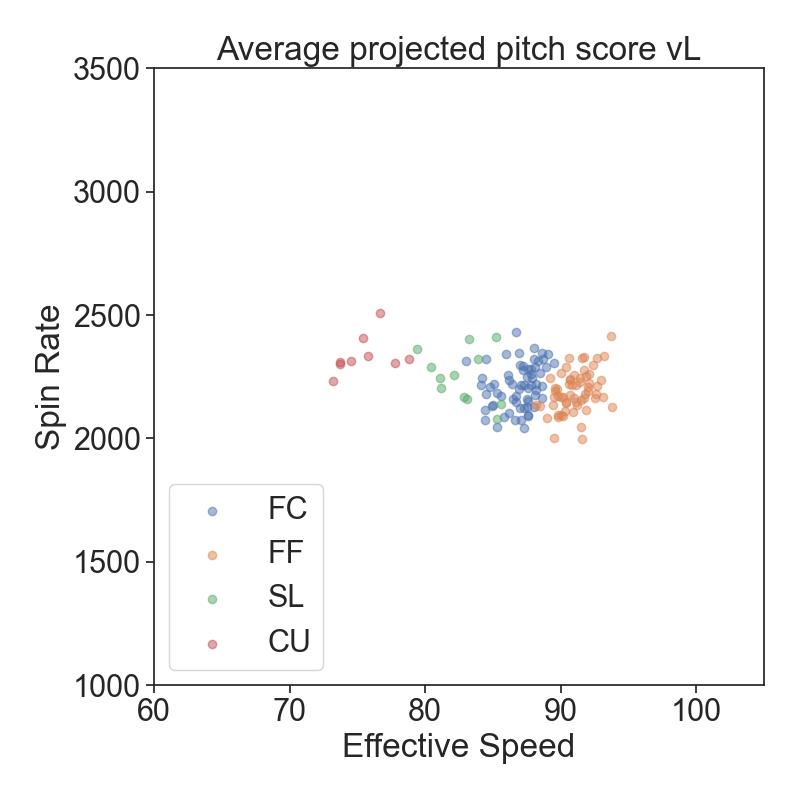 Average projected pitch score vL
3500
3000
2500
2000
1500
1000
Spin Rate
FC
FF
SL
CU
60 70 80 90 100
Effective Speed